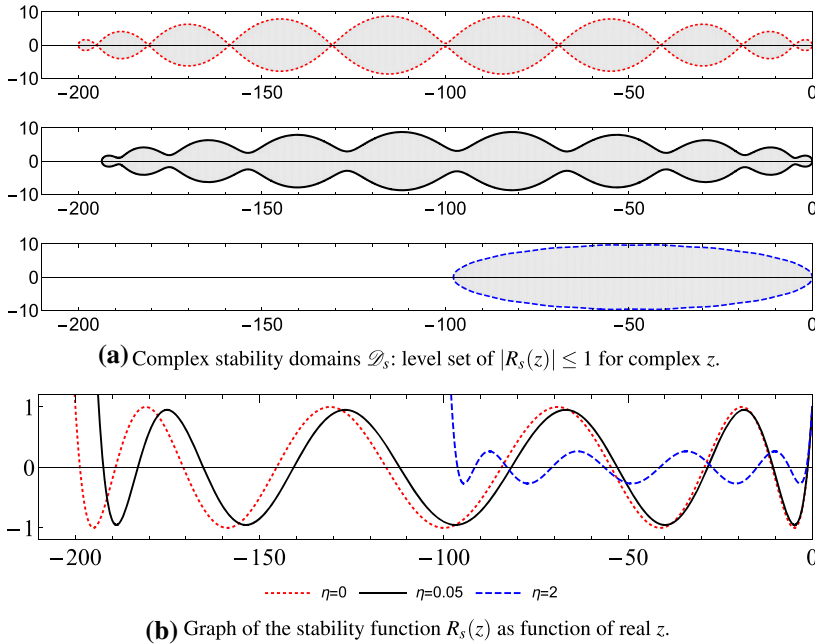 10
0
−10
−200 −150 −100 −50 0
10
0
−10
−200 −150 −100 −50 0
10
0
−10
−200 −150 −100 −50 0
(a) Complex stability domains 𝒟ₛ: level set of |Rₛ(z)| ≤ 1 for complex z.
1
0
−1
−200 −150 −100 −50 0
η=0 η=0.05 η=2
(b) Graph of the stability function Rₛ(z) as function of real z.